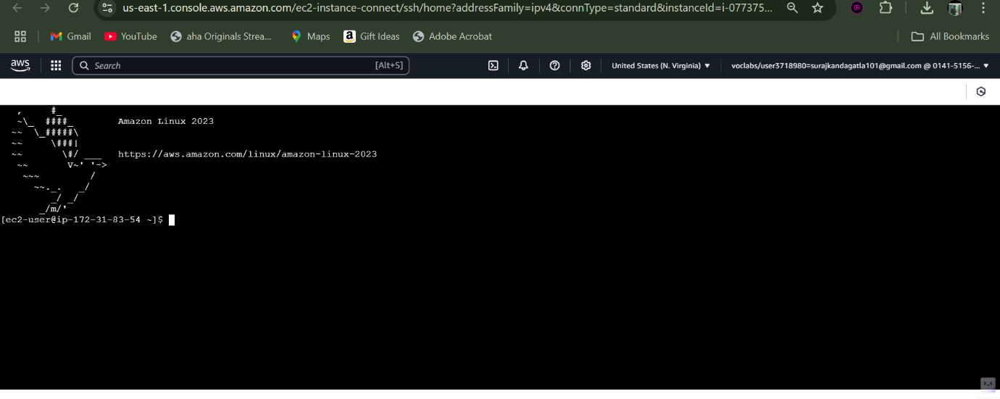 us-east-1.console.aws.amazon.com/ec2-instance-connect/ssh/home?addressFamily=ipv4&connType=standard&instanceId=i-077375...
Gmail YouTube aha Originals Strea... Maps Gift Ideas Adobe Acrobat All Bookmarks
aws Search [Alt+S] United States (N. Virginia) voclabs/user3718980=surajkandagatla101@gmail.com @ 0141-5156-...
   ,     #_
   ~\_  ####_        Amazon Linux 2023
  ~~  \_#####\
  ~~     \###|
  ~~       \#/ ___   https://aws.amazon.com/linux/amazon-linux-2023
   ~~       V~' '->
    ~~~         /
      ~~._.   _/
         _/ _/
       _/m/'
[ec2-user@ip-172-31-83-54 ~]$